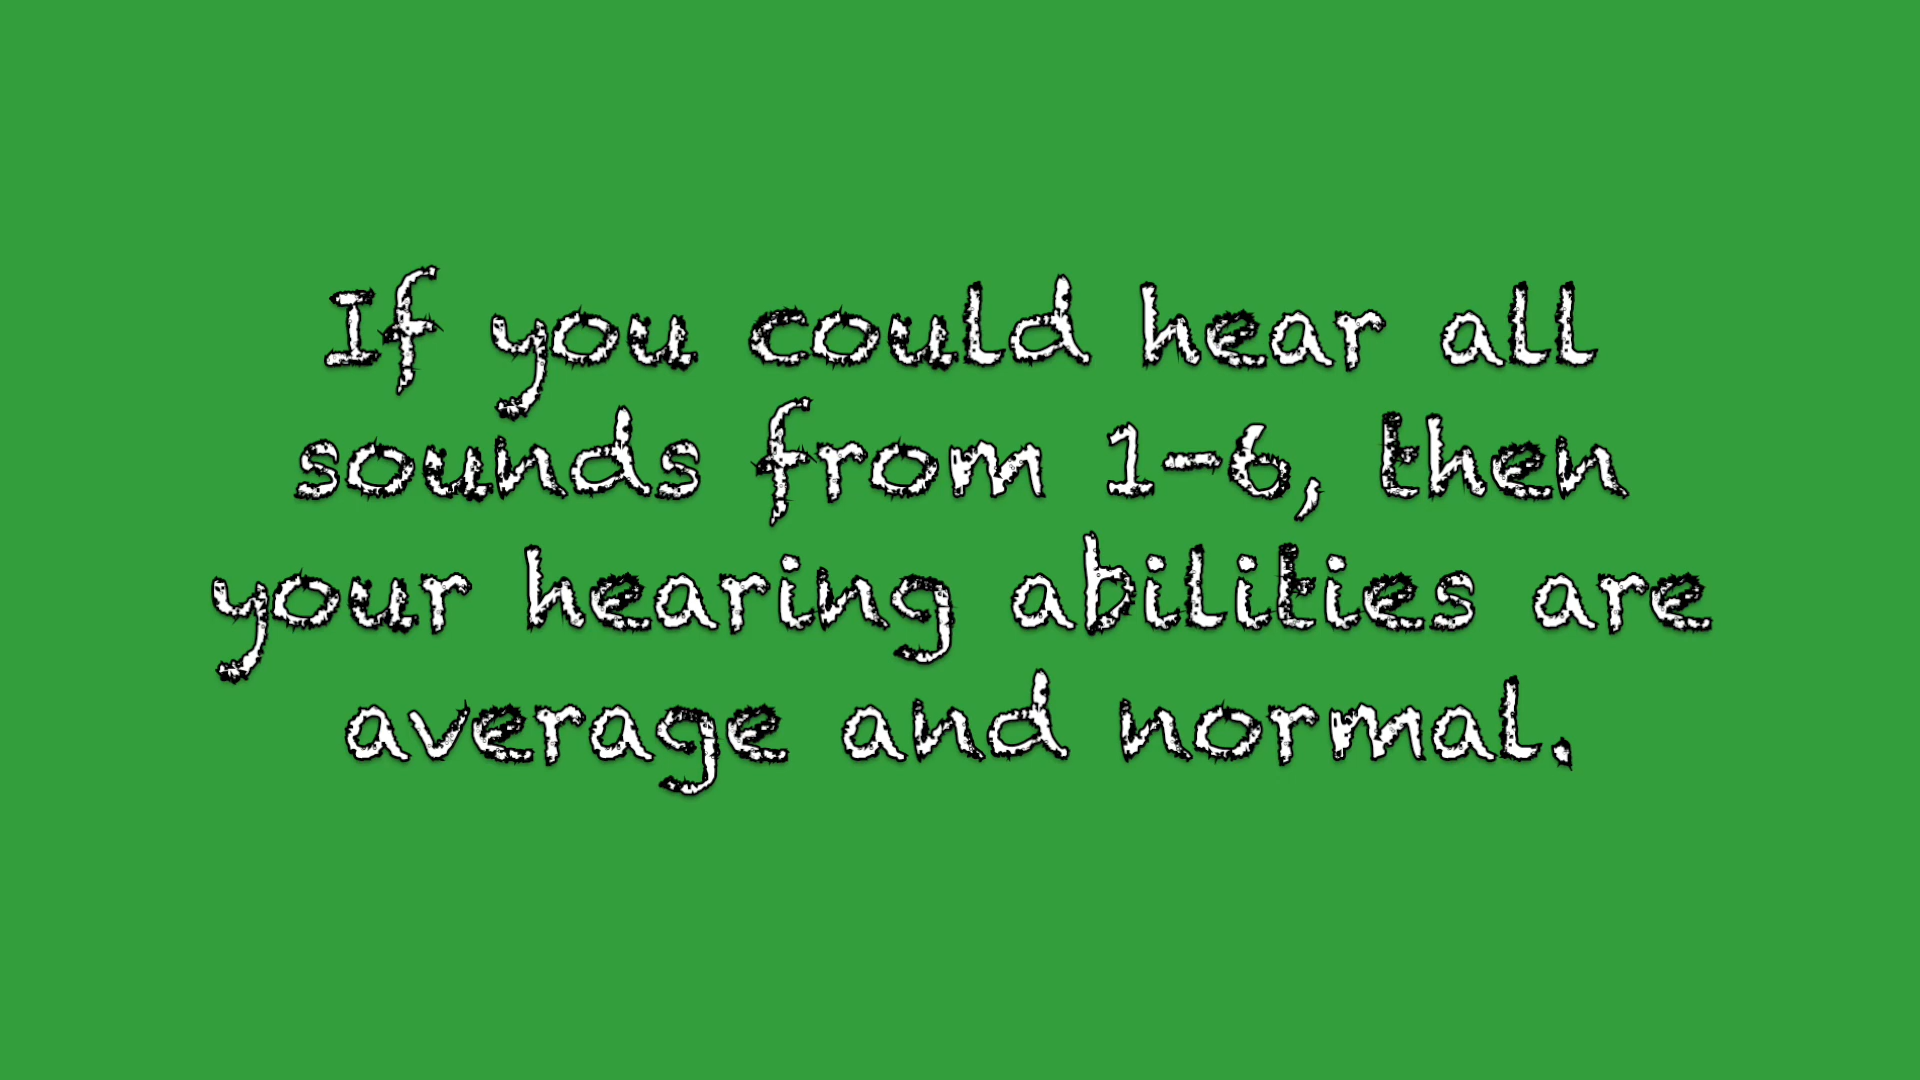 If you could hear all
sounds from 1-6, then
your hearing abilities are
average and normal.